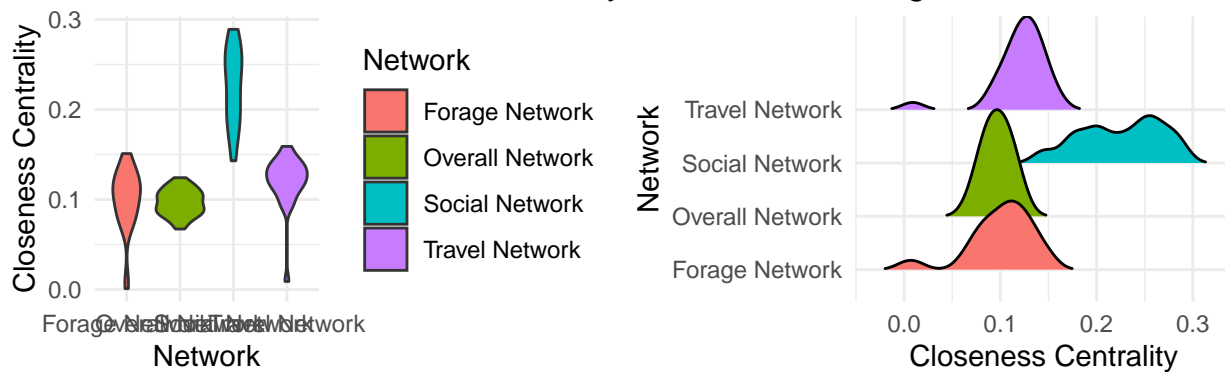 0.3
0.2
0.1
0.0
Closeness Centrality
Forage Network
Network
Network
Forage Network
Overall Network
Social Network
Travel Network
Network
Travel Network
Social Network
Overall Network
Forage Network
0.0 0.1 0.2 0.3
Closeness Centrality